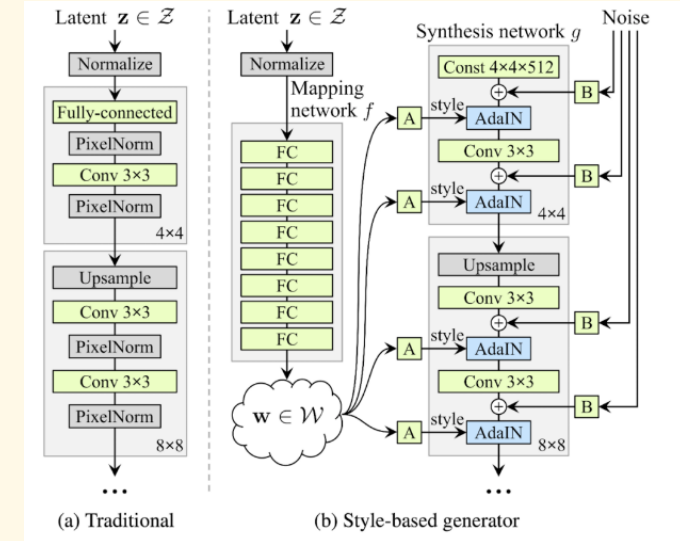 Latent z ∈ Z
Normalize
Fully-connected
PixelNorm
Conv 3×3
PixelNorm
4×4
Upsample
Conv 3×3
PixelNorm
Conv 3×3
PixelNorm
8×8
...
(a) Traditional
Latent z ∈ Z
Normalize
Mapping
network f
FC
FC
FC
FC
FC
FC
FC
FC
w ∈ W
A
style
A
style
A
style
A
style
Synthesis network g
Const 4×4×512
AdaIN
Conv 3×3
AdaIN
4×4
Upsample
Conv 3×3
AdaIN
Conv 3×3
AdaIN
8×8
...
Noise
B
B
B
B
(b) Style-based generator